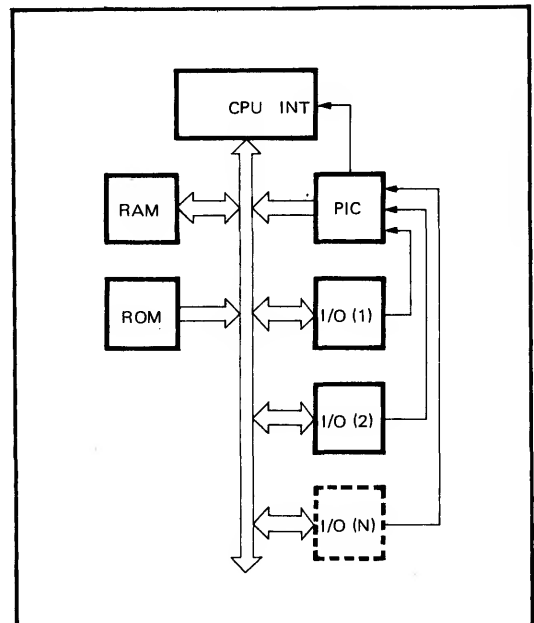 CPU INT
RAM
PIC
ROM
I/O (1)
I/O (2)
I/O (N)